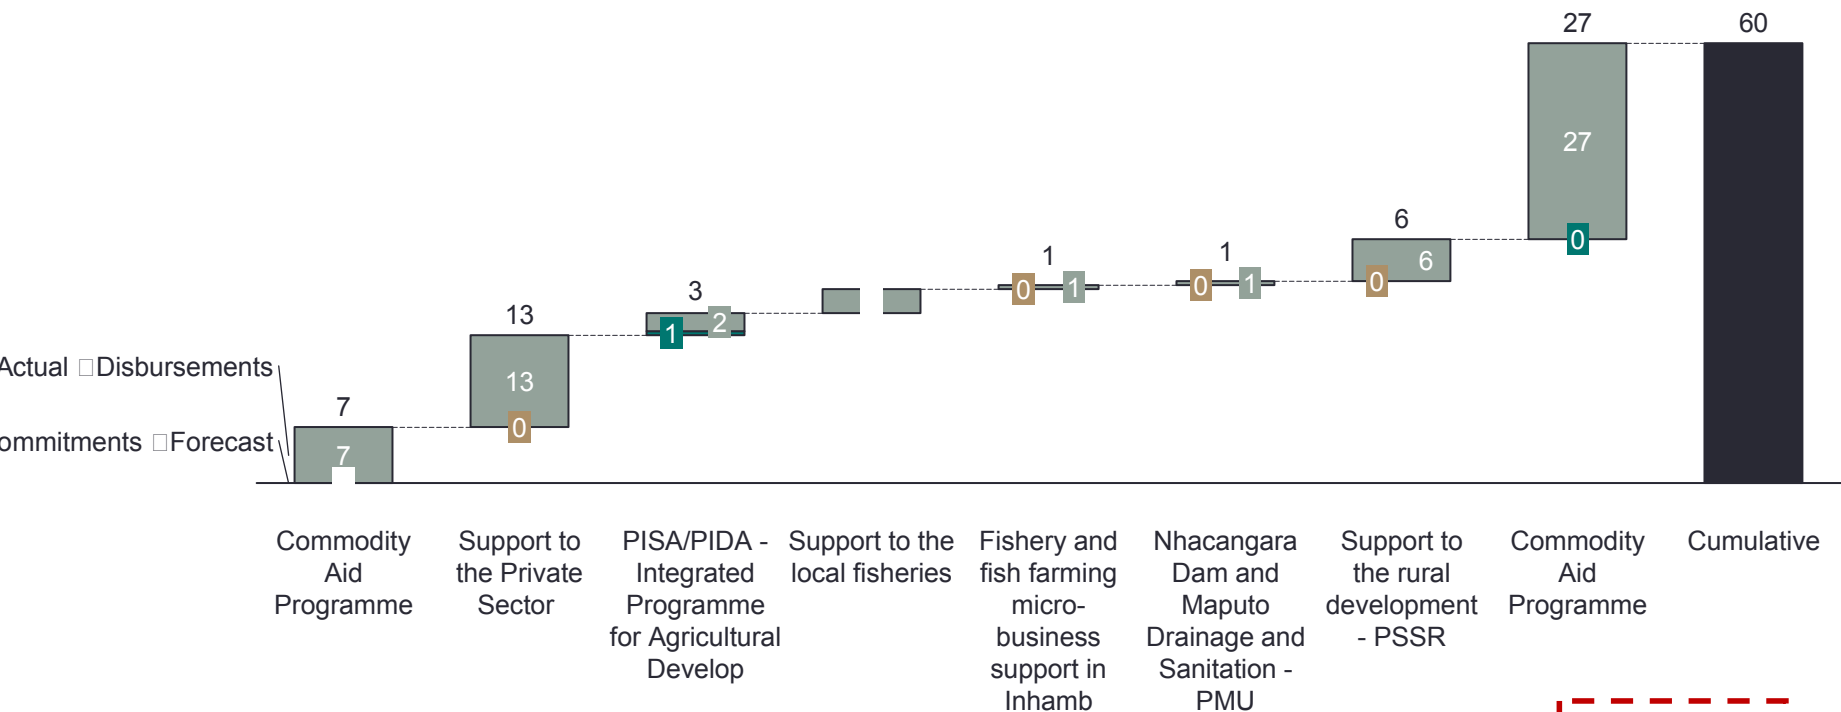 27
60
27
6
0
6
0
1
0
1
1
0
1
3
1
2
13
13
0
Actual □Disbursements
7
ommitments □Forecast
7
Commodity
Aid
Programme
Support to
the Private
Sector
PISA/PIDA -
Integrated
Programme
for Agricultural
Develop
Support to the
local fisheries
Fishery and
fish farming
micro-
business
support in
Inhamb
Nhacangara
Dam and
Maputo
Drainage and
Sanitation -
PMU
Support to
the rural
development
- PSSR
Commodity
Aid
Programme
Cumulative